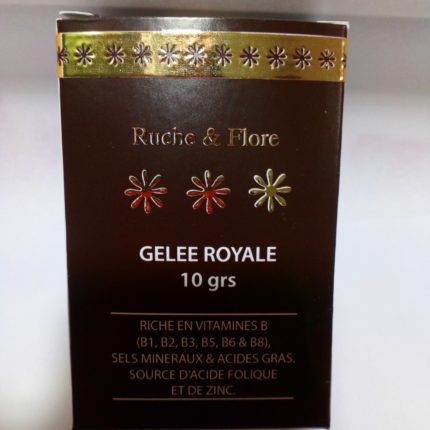 Ruche & Flore
GELEE ROYALE
10 grs
RICHE EN VITAMINES B
(B1, B2, B3, B5, B6 & B8),
SELS MINERAUX & ACIDES GRAS.
SOURCE D'ACIDE FOLIQUE
ET DE ZINC.